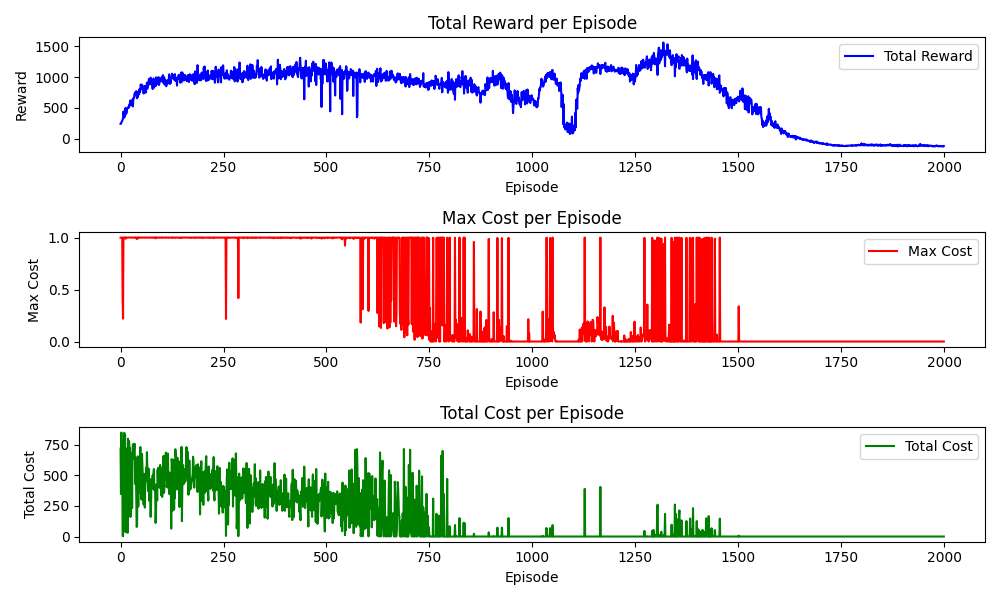 Total Reward per Episode
Reward
1500
1000
500
0
Total Reward
0 250 500 750 1000 1250 1500 1750 2000
Episode
Max Cost per Episode
Max Cost
1.0
0.5
0.0
Max Cost
0 250 500 750 1000 1250 1500 1750 2000
Episode
Total Cost per Episode
Total Cost
750
500
250
0
Total Cost
0 250 500 750 1000 1250 1500 1750 2000
Episode